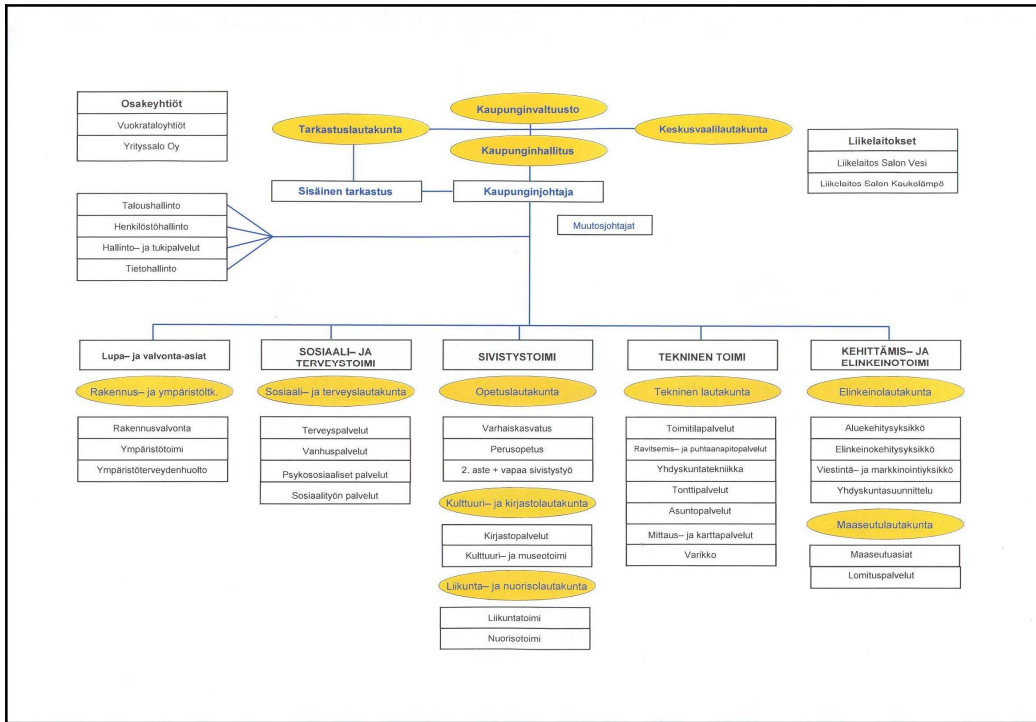 Osakeyhtiöt
Vuokrataloyhtiöt
Yrityssalo Oy
Kaupunginvaltuusto
Tarkastuslautakunta
Keskusvaalilautakunta
Kaupunginhallitus
Liikelaitokset
Liikelaitos Salon Vesi
Liikelaitos Salon Kaukolämpö
Sisäinen tarkastus
Kaupunginjohtaja
Muutosjohtajat
Taloushallinto
Henkilöstöhallinto
Hallinto– ja tukipalvelut
Tietohallinto
Lupa– ja valvonta-asiat
Rakennus– ja ympäristöltk.
Rakennusvalvonta
Ympäristötoimi
Ympäristöterveydenhuolto
SOSIAALI– JA
TERVEYSTOIMI
Sosiaali– ja terveyslautakunta
Terveyspalvelut
Vanhuspalvelut
Psykososiaaliset palvelut
Sosiaalityön palvelut
SIVISTYSTOIMI
Opetuslautakunta
Varhaiskasvatus
Perusopetus
2. aste + vapaa sivistystyö
Kulttuuri– ja kirjastolautakunta
Kirjastopalvelut
Kulttuuri– ja museotoimi
Liikunta– ja nuorisolautakunta
Liikuntatoimi
Nuorisotoimi
TEKNINEN TOIMI
Tekninen lautakunta
Toimitilapalvelut
Ravitsemis– ja puhtaanapitopalvelut
Yhdyskuntatekniikka
Tonttipalvelut
Asuntopalvelut
Mittaus– ja karttapalvelut
Varikko
KEHITTÄMIS– JA
ELINKEINOTOIMI
Elinkeinolautakunta
Aluekehitysyksikkö
Elinkeinokehitysyksikkö
Viestintä– ja markkinointiyksikkö
Yhdyskuntasuunnittelu
Maaseutulautakunta
Maaseutuasiat
Lomituspalvelut